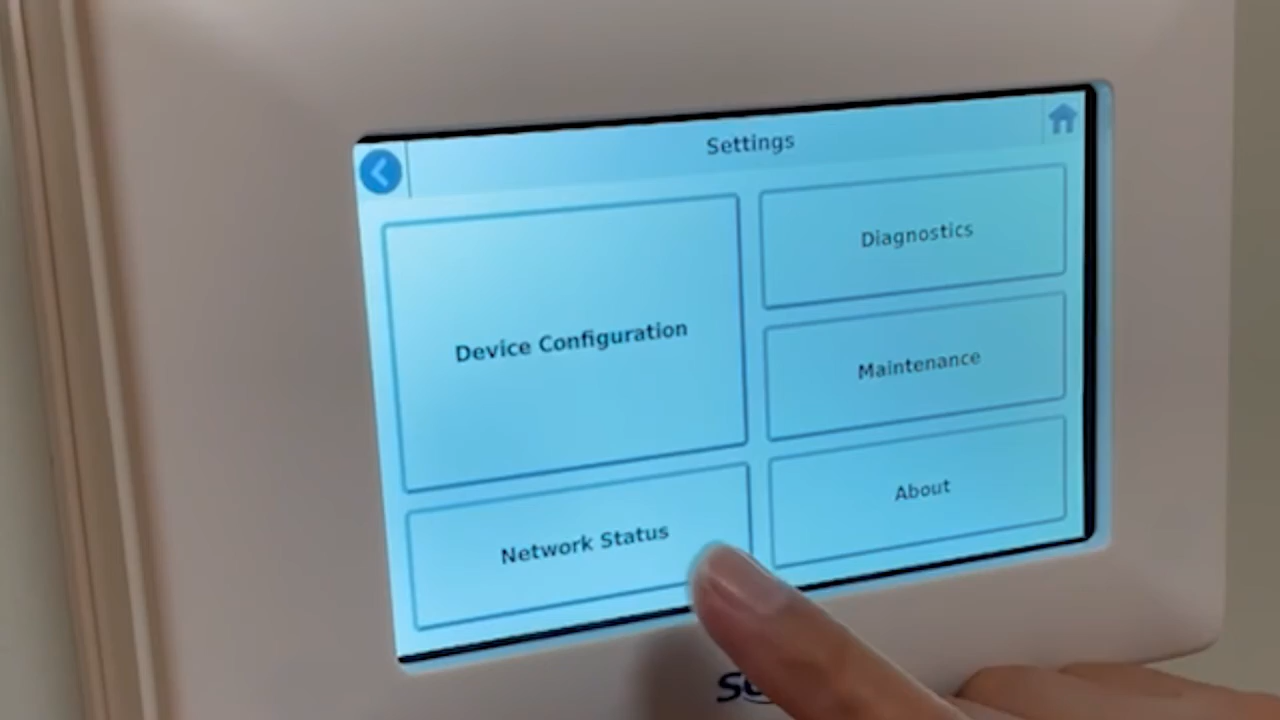 Settings
Device Configuration
Diagnostics
Maintenance
Network Status
About